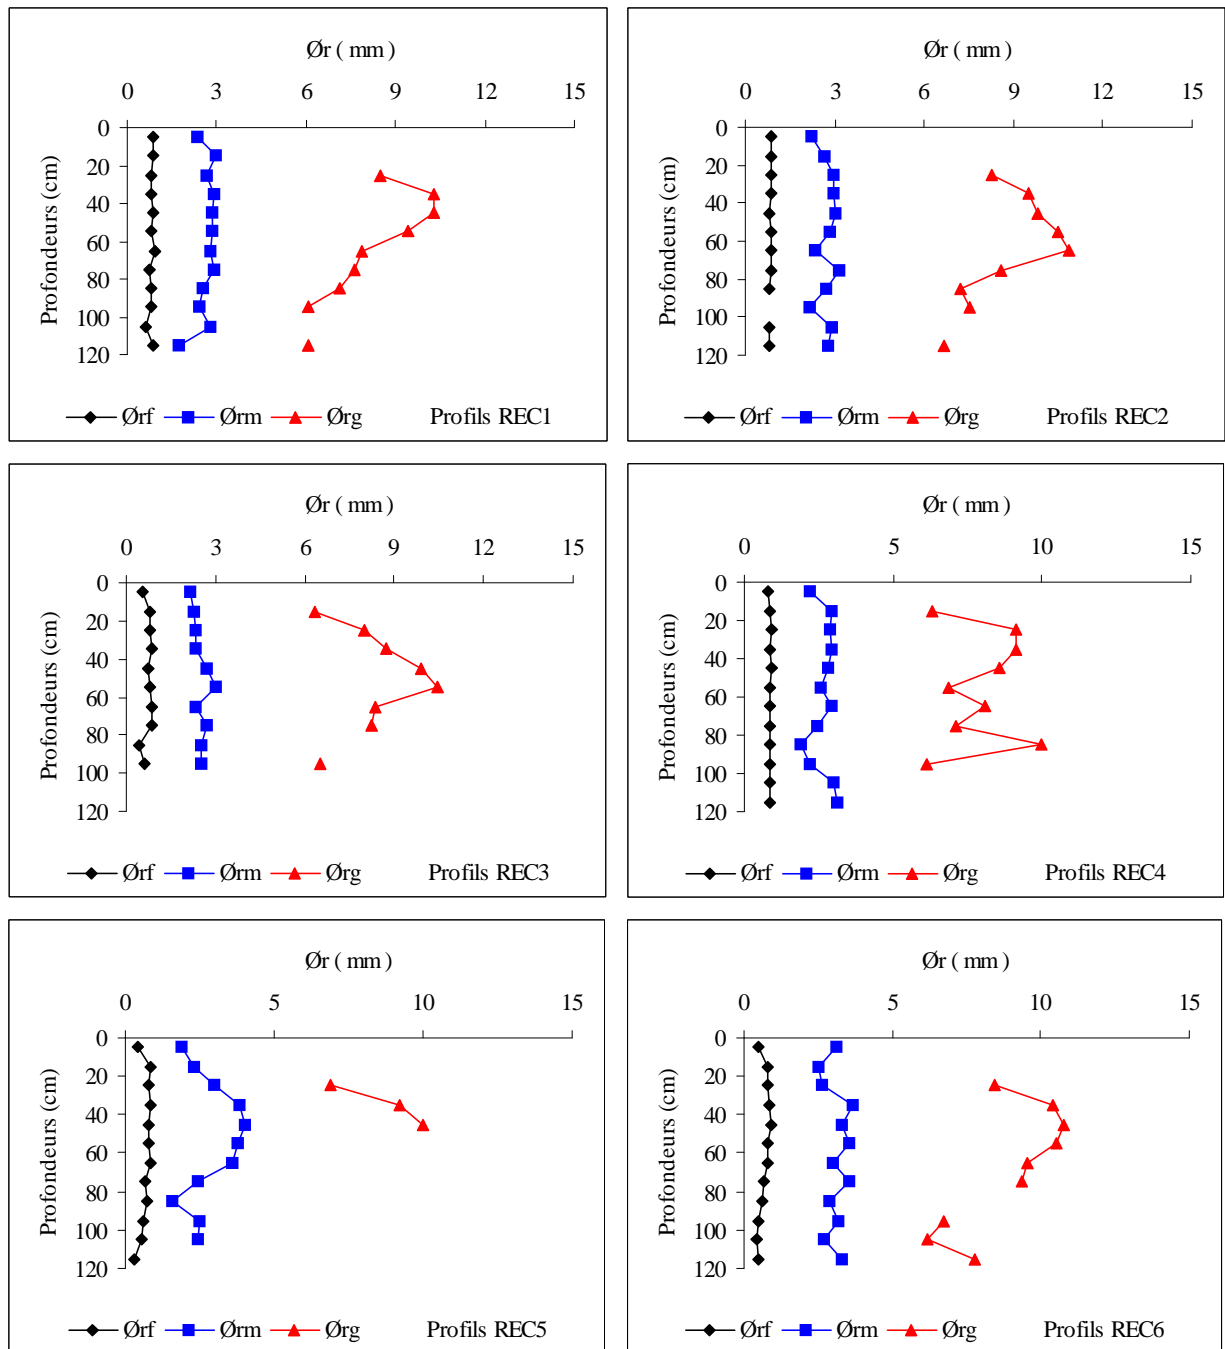 Ør ( mm )
0 3 6 9 12 15
Profondeurs (cm)
0
20
40
60
80
100
120
Ørf Ørm Ørg Profils REC1
Ør ( mm )
0 3 6 9 12 15
Profondeurs (cm)
0
20
40
60
80
100
120
Ørf Ørm Ørg Profils REC2
Ør ( mm )
0 3 6 9 12 15
Profondeurs (cm)
0
20
40
60
80
100
120
Ørf Ørm Ørg Profils REC3
Ør ( mm )
0 5 10 15
Profondeurs (cm)
0
20
40
60
80
100
120
Ørf Ørm Ørg Profils REC4
Ør ( mm )
0 5 10 15
Profondeurs (cm)
0
20
40
60
80
100
120
Ørf Ørm Ørg Profils REC5
Ør ( mm )
0 5 10 15
Profondeurs (cm)
0
20
40
60
80
100
120
Ørf Ørm Ørg Profils REC6